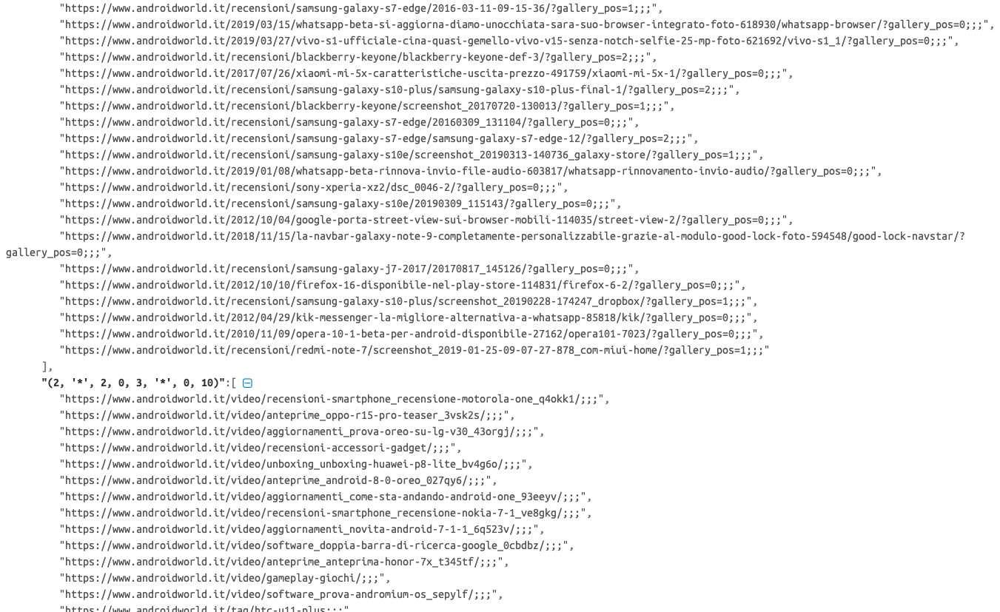 "https://www.androidworld.it/recensioni/samsung-galaxy-s7-edge/2016-03-11-09-15-36/?gallery_pos=1;;;",
"https://www.androidworld.it/2019/03/15/whatsapp-beta-si-aggiorna-diamo-unocchiata-sara-suo-browser-integrato-foto-618930/whatsapp-browser/?gallery_pos=0;;;",
"https://www.androidworld.it/2019/03/27/vivo-s1-ufficiale-cina-quasi-gemello-vivo-v15-senza-notch-selfie-25-mp-foto-621692/vivo-s1_1/?gallery_pos=0;;;",
"https://www.androidworld.it/recensioni/blackberry-keyone/blackberry-keyone-def-3/?gallery_pos=2;;;",
"https://www.androidworld.it/2017/07/26/xiaomi-mi-5x-caratteristiche-uscita-prezzo-491759/xiaomi-mi-5x-1/?gallery_pos=0;;;",
"https://www.androidworld.it/recensioni/samsung-galaxy-s10-plus/samsung-galaxy-s10-plus-final-1/?gallery_pos=2;;;",
"https://www.androidworld.it/recensioni/blackberry-keyone/screenshot_20170720-130013/?gallery_pos=1;;;",
"https://www.androidworld.it/recensioni/samsung-galaxy-s7-edge/20160309_131104/?gallery_pos=0;;;",
"https://www.androidworld.it/recensioni/samsung-galaxy-s7-edge/samsung-galaxy-s7-edge-12/?gallery_pos=2;;;",
"https://www.androidworld.it/recensioni/samsung-galaxy-s10e/screenshot_20190313-140736_galaxy-store/?gallery_pos=1;;;",
"https://www.androidworld.it/2019/01/08/whatsapp-beta-rinnova-invio-file-audio-603817/whatsapp-rinnovamento-invio-audio/?gallery_pos=0;;;",
"https://www.androidworld.it/recensioni/sony-xperia-xz2/dsc_0046-2/?gallery_pos=0;;;",
"https://www.androidworld.it/recensioni/samsung-galaxy-s10e/20190309_115143/?gallery_pos=0;;;",
"https://www.androidworld.it/2012/10/04/google-porta-street-view-sui-browser-mobili-114035/street-view-2/?gallery_pos=0;;;",
"https://www.androidworld.it/2018/11/15/la-navbar-galaxy-note-9-completamente-personalizzabile-grazie-al-modulo-good-lock-foto-594548/good-lock-navstar/?
gallery_pos=0;;;",
"https://www.androidworld.it/recensioni/samsung-galaxy-j7-2017/20170817_145126/?gallery_pos=0;;;",
"https://www.androidworld.it/2012/10/10/firefox-16-disponibile-nel-play-store-114831/firefox-6-2/?gallery_pos=0;;;",
"https://www.androidworld.it/recensioni/samsung-galaxy-s10-plus/screenshot_20190228-174247_dropbox/?gallery_pos=1;;;",
"https://www.androidworld.it/2012/04/29/kik-messenger-la-migliore-alternativa-a-whatsapp-85818/kik/?gallery_pos=0;;;",
"https://www.androidworld.it/2010/11/09/opera-10-1-beta-per-android-disponibile-27162/opera101-7023/?gallery_pos=0;;;",
"https://www.androidworld.it/recensioni/redmi-note-7/screenshot_2019-01-25-09-07-27-878_com-miui-home/?gallery_pos=1;;;"
],
"(2, '*', 2, 0, 3, '*', 0, 10)":[
"https://www.androidworld.it/video/recensioni-smartphone_recensione-motorola-one_q4okk1/;;;",
"https://www.androidworld.it/video/anteprime_oppo-r15-pro-teaser_3vsk2s/;;;",
"https://www.androidworld.it/video/aggiornamenti_prova-oreo-su-lg-v30_43orgj/;;;",
"https://www.androidworld.it/video/recensioni-accessori-gadget/;;;",
"https://www.androidworld.it/video/unboxing_unboxing-huawei-p8-lite_bv4g6o/;;;",
"https://www.androidworld.it/video/anteprime_android-8-0-oreo_027qy6/;;;",
"https://www.androidworld.it/video/aggiornamenti_come-sta-andando-android-one_93eeyv/;;;",
"https://www.androidworld.it/video/recensioni-smartphone_recensione-nokia-7-1_ve8gkg/;;;",
"https://www.androidworld.it/video/aggiornamenti_novita-android-7-1-1_6q523v/;;;",
"https://www.androidworld.it/video/software_doppia-barra-di-ricerca-google_0cbdbz/;;;",
"https://www.androidworld.it/video/anteprime_anteprima-honor-7x_t345tf/;;;",
"https://www.androidworld.it/video/gameplay-giochi/;;;",
"https://www.androidworld.it/video/software_prova-andromium-os_sepylf/;;;",
"https://www.androidworld.it/tag/htc-u11-plus;;;"